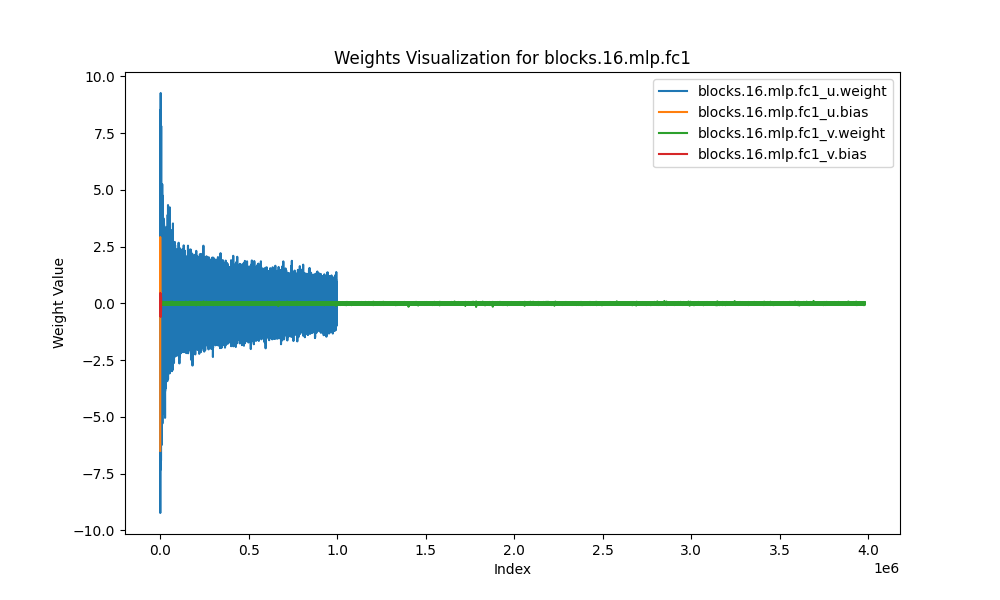 Weights Visualization for blocks.16.mlp.fc1
blocks.16.mlp.fc1_u.weight
blocks.16.mlp.fc1_u.bias
blocks.16.mlp.fc1_v.weight
blocks.16.mlp.fc1_v.bias
Weight Value
10.0
7.5
5.0
2.5
0.0
−2.5
−5.0
−7.5
−10.0
0.0 0.5 1.0 1.5 2.0 2.5 3.0 3.5 4.0
1e6
Index